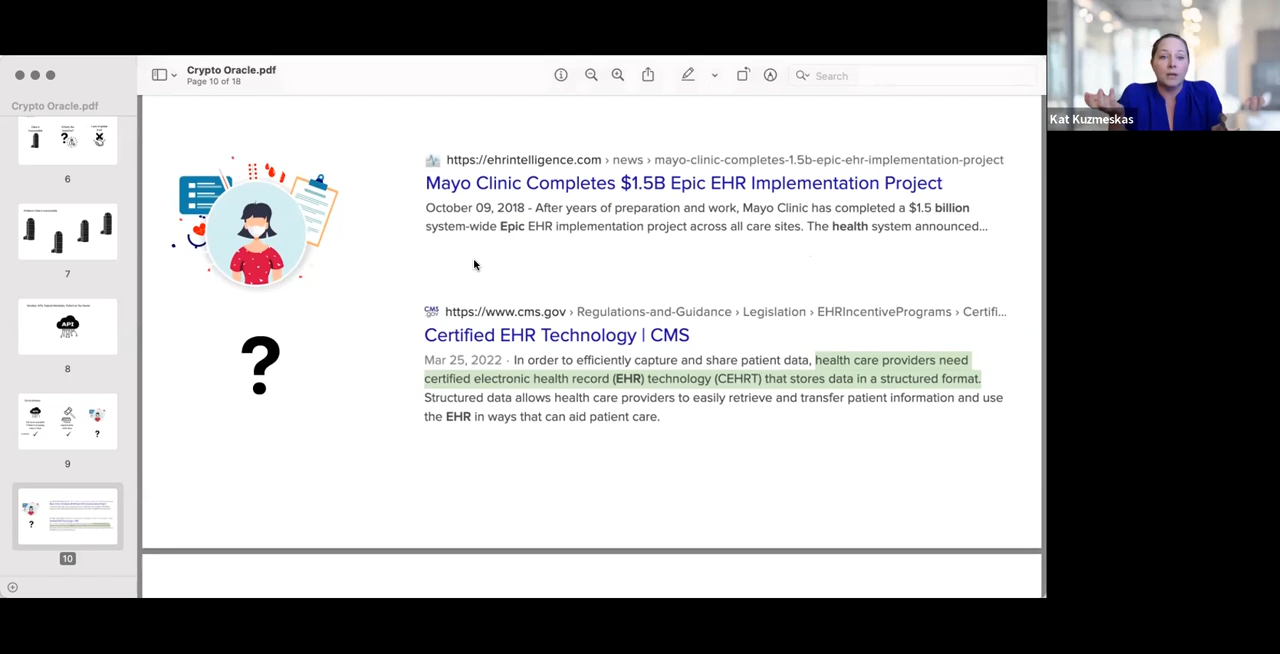 Crypto Oracle.pdf
Page 10 of 18
Search
Crypto Oracle.pdf
6
7
API
8
9
?
10
https://ehrintelligence.com › news › mayo-clinic-completes-1.5b-epic-ehr-implementation-project
Mayo Clinic Completes $1.5B Epic EHR Implementation Project
October 09, 2018 - After years of preparation and work, Mayo Clinic has completed a $1.5 billion
system-wide Epic EHR implementation project across all care sites. The health system announced...
https://www.cms.gov › Regulations-and-Guidance › Legislation › EHRIncentivePrograms › Certifi...
Certified EHR Technology | CMS
Mar 25, 2022 · In order to efficiently capture and share patient data, health care providers need
certified electronic health record (EHR) technology (CEHRT) that stores data in a structured format.
Structured data allows health care providers to easily retrieve and transfer patient information and use
the EHR in ways that can aid patient care.
?
Kat Kuzmeskas